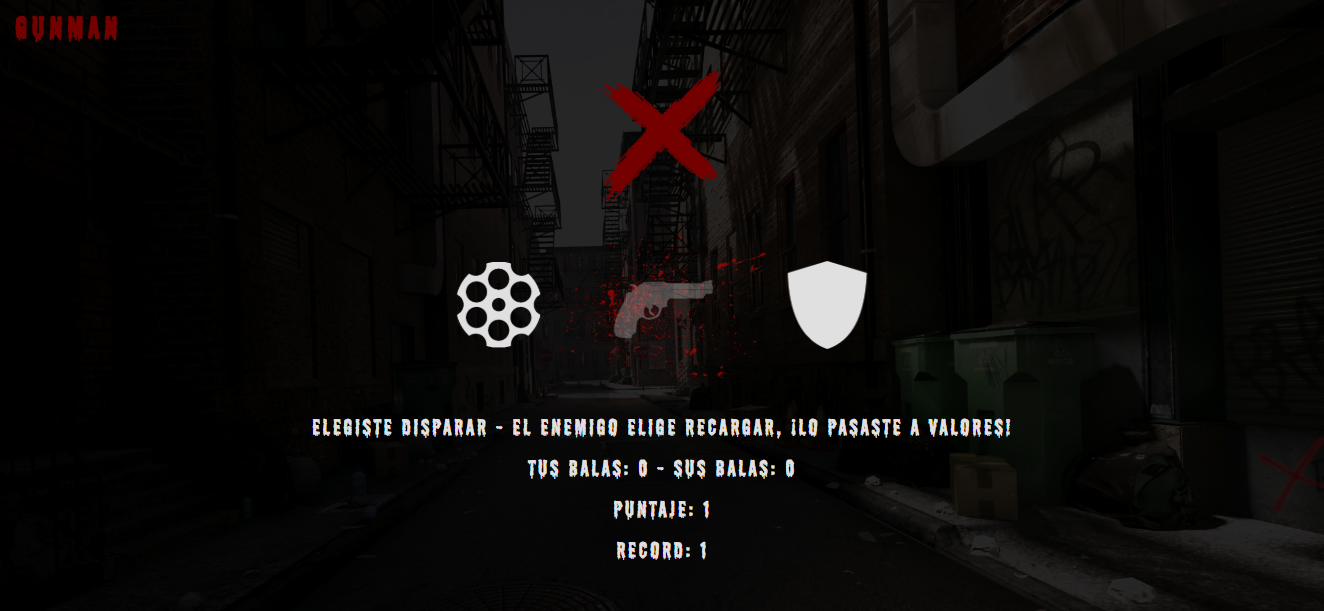 GUNMAN
ELEGISTE DISPARAR - EL ENEMIGO ELIGE RECARGAR, ¡LO PASASTE A VALORES!
TUS BALAS: 0 - SUS BALAS: 0
PUNTAJE: 1
RECORD: 1